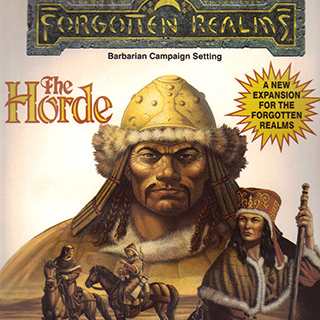 FORGOTTEN REALMS
Barbarian Campaign Setting
The
Horde
A NEW
EXPANSION
FOR THE
FORGOTTEN
REALMS